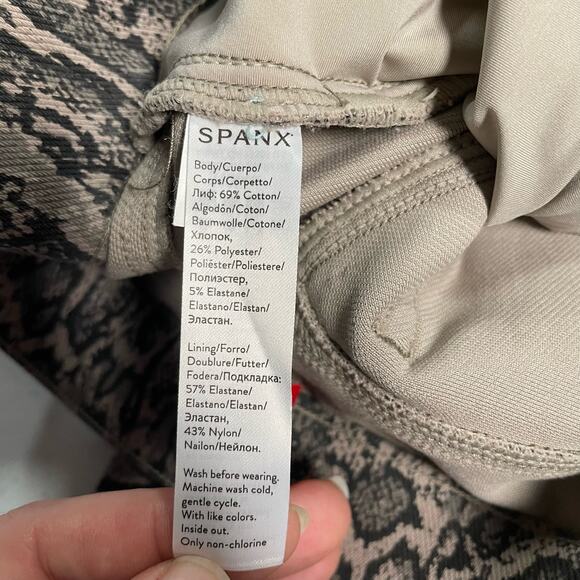 SPANX
Body/Cuerpo/
Corps/Corpetto/
Лиф: 69% Cotton/
Algodón/Coton/
Baumwolle/Cotone/
Хлопок,
26% Polyester/
Poliéster/Poliestere/
Полиэстер,
5% Elastane/
Elastano/Elastan/
Эластан.
Lining/Forro/
Doublure/Futter/
Fodera/Подкладка:
57% Elastane/
Elastano/Elastan/
Эластан,
43% Nylon/
Nailon/Нейлон.
Wash before wearing.
Machine wash cold,
gentle cycle.
With like colors.
Inside out.
Only non-chlorine